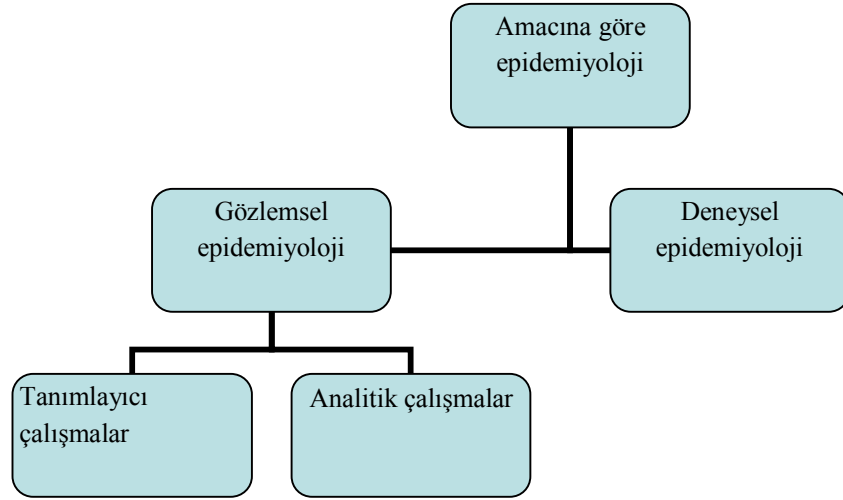 Amacına göre
epidemiyoloji
Gözlemsel
epidemiyoloji
Deneysel
epidemiyoloji
Tanımlayıcı
çalışmalar
Analitik çalışmalar